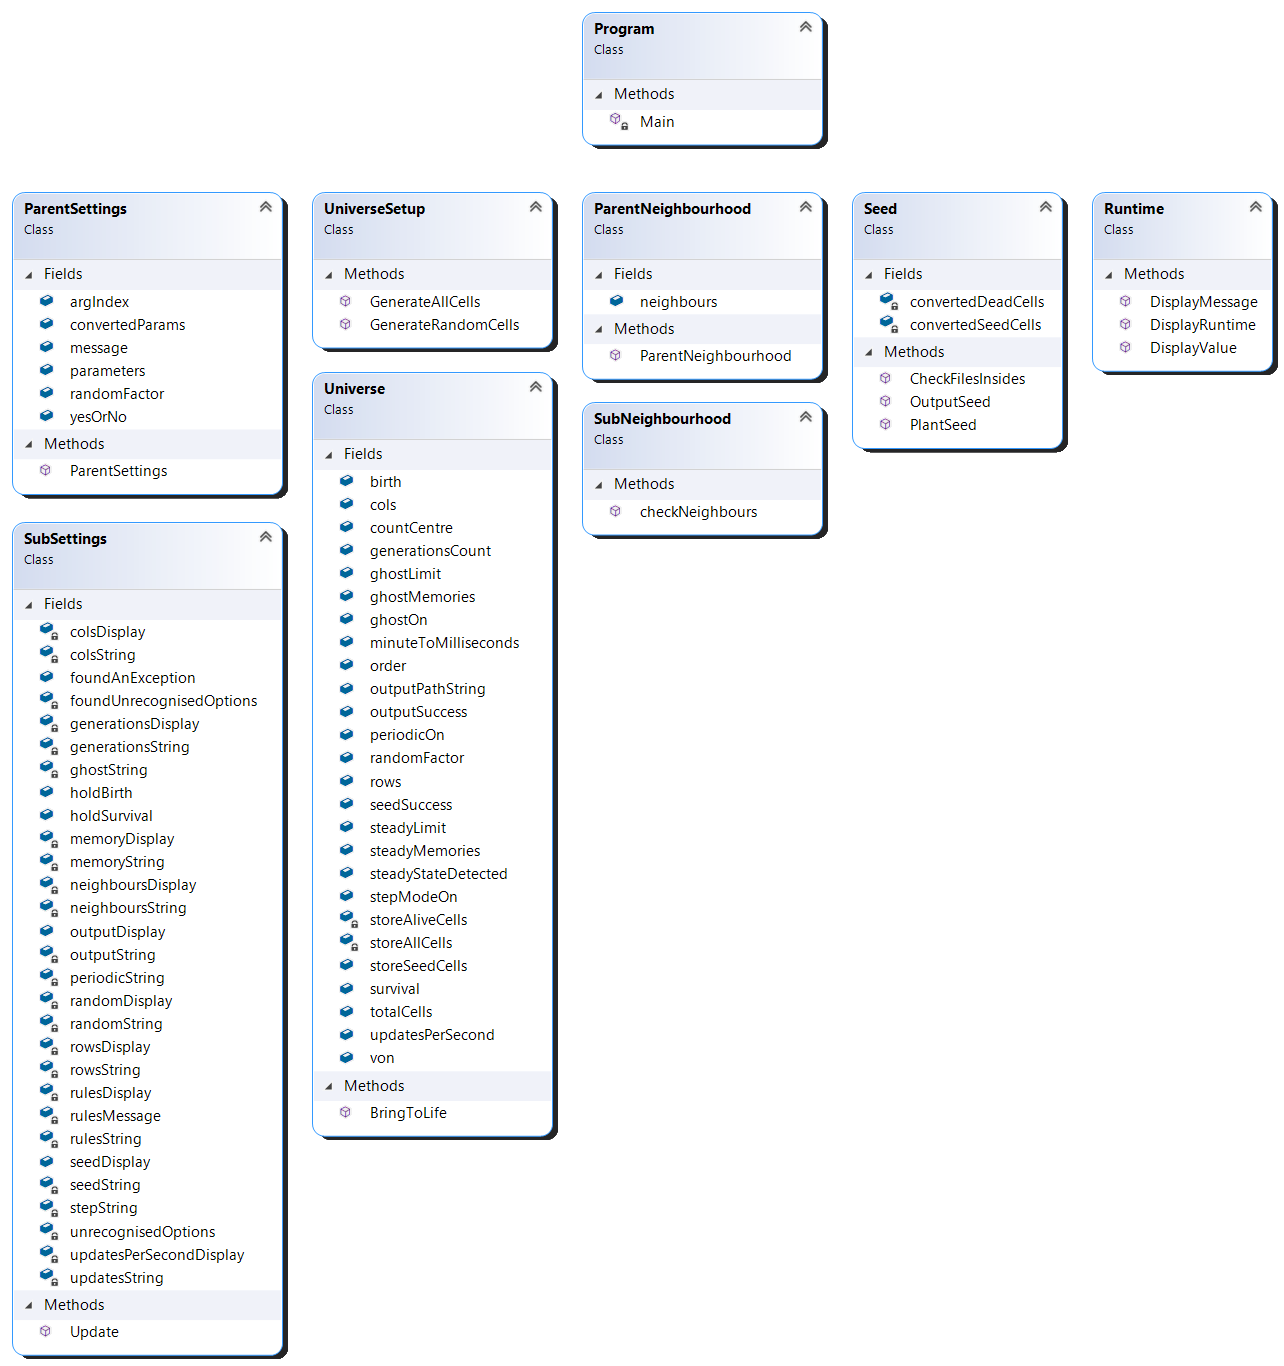 Program
Class
Methods
Main
ParentSettings
Class
Fields
argIndex
convertedParams
message
parameters
randomFactor
yesOrNo
Methods
ParentSettings
SubSettings
Class
Fields
colsDisplay
colsString
foundAnException
foundUnrecognisedOptions
generationsDisplay
generationsString
ghostString
holdBirth
holdSurvival
memoryDisplay
memoryString
neighboursDisplay
neighboursString
outputDisplay
outputString
periodicString
randomDisplay
randomString
rowsDisplay
rowsString
rulesDisplay
rulesMessage
rulesString
seedDisplay
seedString
stepString
unrecognisedOptions
updatesPerSecondDisplay
updatesString
Methods
Update
UniverseSetup
Class
Methods
GenerateAllCells
GenerateRandomCells
Universe
Class
Fields
birth
cols
countCentre
generationsCount
ghostLimit
ghostMemories
ghostOn
minuteToMilliseconds
order
outputPathString
outputSuccess
periodicOn
randomFactor
rows
seedSuccess
steadyLimit
steadyMemories
steadyStateDetected
stepModeOn
storeAliveCells
storeAllCells
storeSeedCells
survival
totalCells
updatesPerSecond
von
Methods
BringToLife
ParentNeighbourhood
Class
Fields
neighbours
Methods
ParentNeighbourhood
SubNeighbourhood
Class
Methods
checkNeighbours
Seed
Class
Fields
convertedDeadCells
convertedSeedCells
Methods
CheckFilesInsides
OutputSeed
PlantSeed
Runtime
Class
Methods
DisplayMessage
DisplayRuntime
DisplayValue